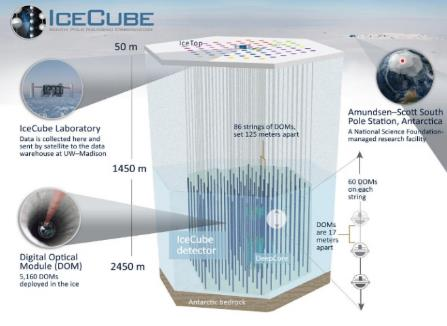 ICECUBE
SOUTH POLE NEUTRINO OBSERVATORY
50 m
IceTop
IceCube Laboratory
Data is collected here and
sent by satellite to the data
warehouse at UW–Madison
86 strings of DOMs,
set 125 meters apart
Amundsen–Scott South
Pole Station, Antarctica
A National Science Foundation-
managed research facility
1450 m
60 DOMs
on each
string
DOMs
are 17
meters
apart
IceCube
detector
DeepCore
Digital Optical
Module (DOM)
5,160 DOMs
deployed in the ice
2450 m
Antarctic bedrock